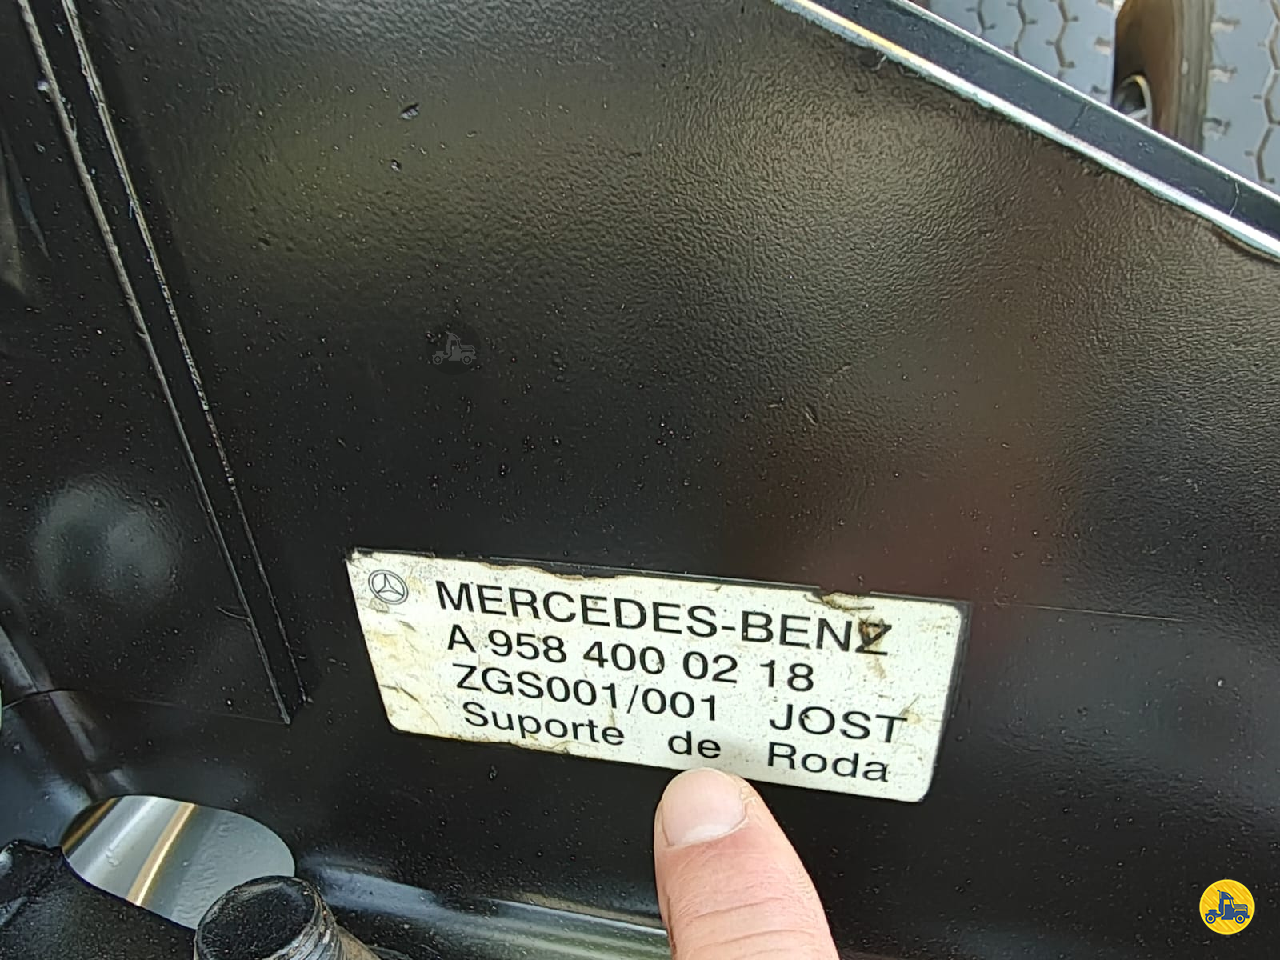 MERCEDES-BENZ
A 958 400 02 18
ZGS001/001 JOST
Suporte de Roda